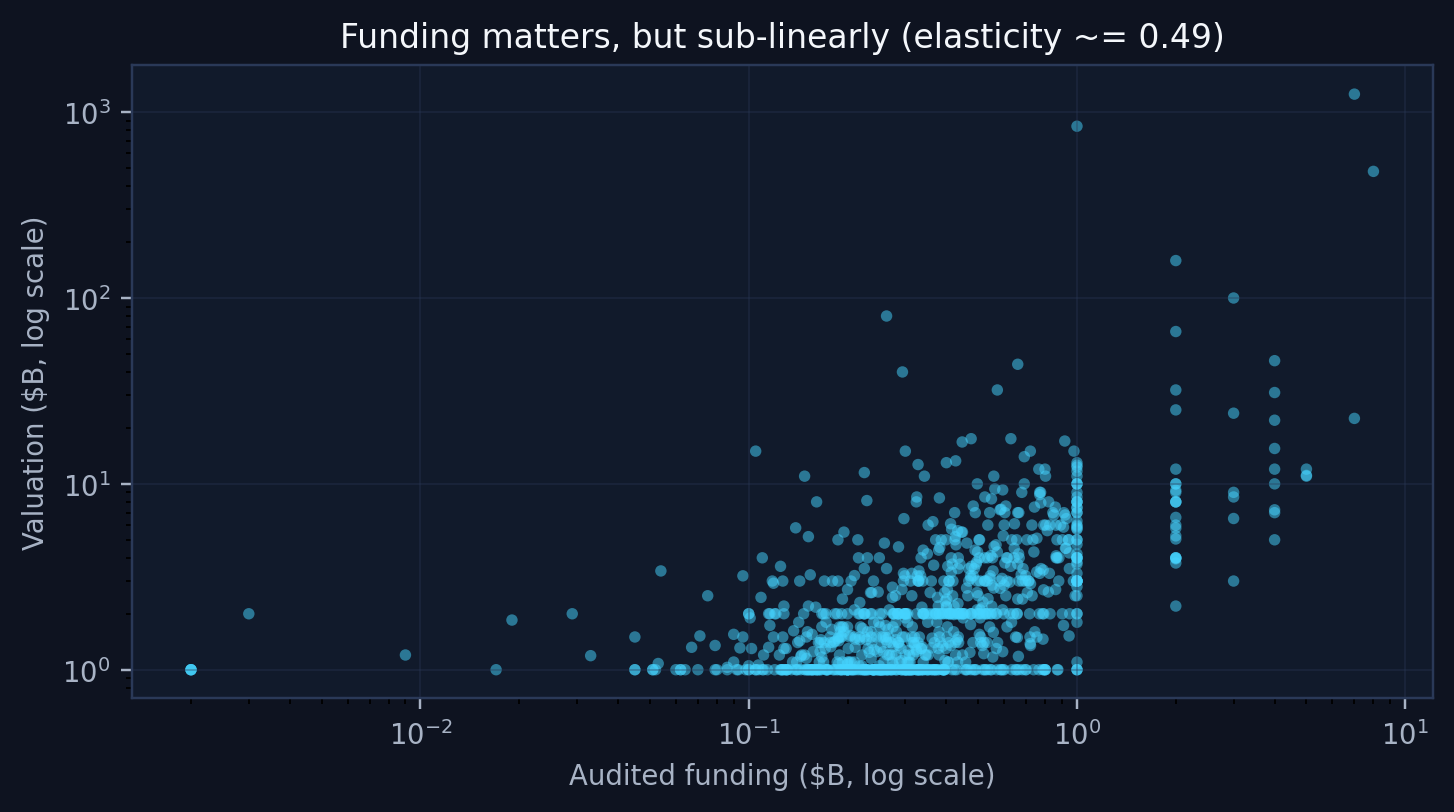 Funding matters, but sub-linearly (elasticity ~= 0.49)
Valuation ($B, log scale)
10³
10²
10¹
10⁰
10⁻²
10⁻¹
10⁰
10¹
Audited funding ($B, log scale)